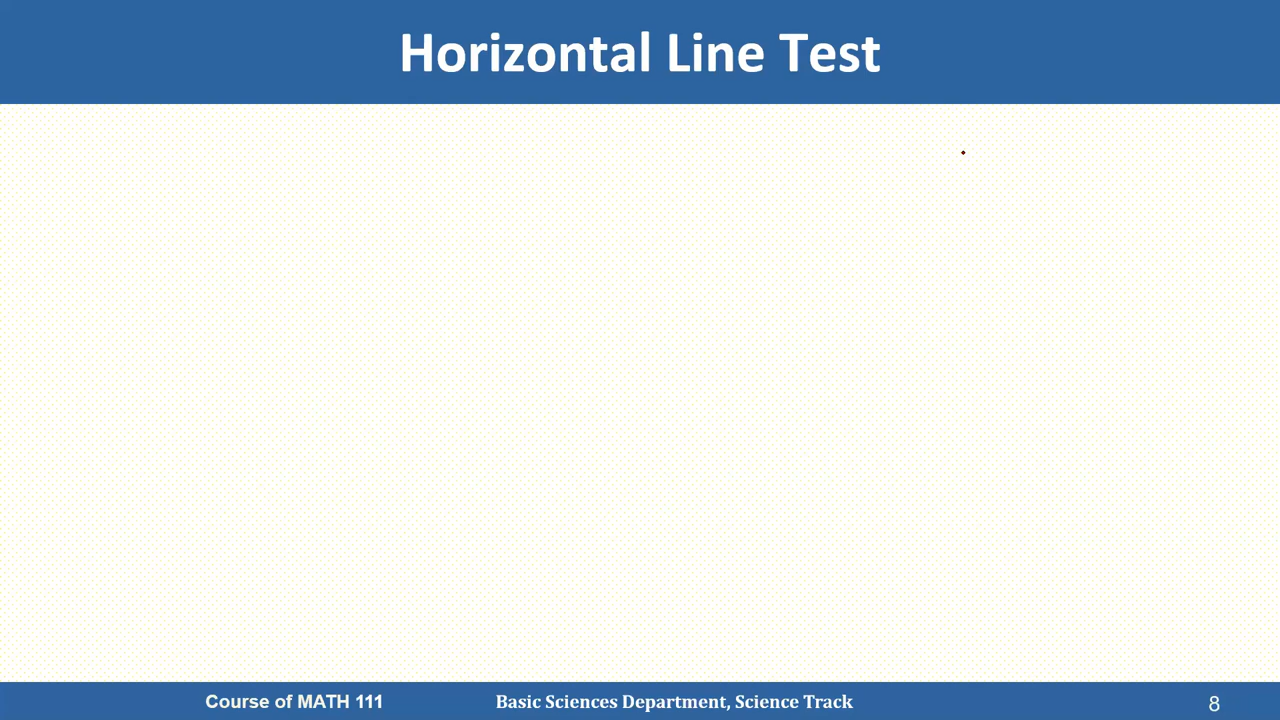 Horizontal Line Test
Course of MATH 111
Basic Sciences Department, Science Track
8